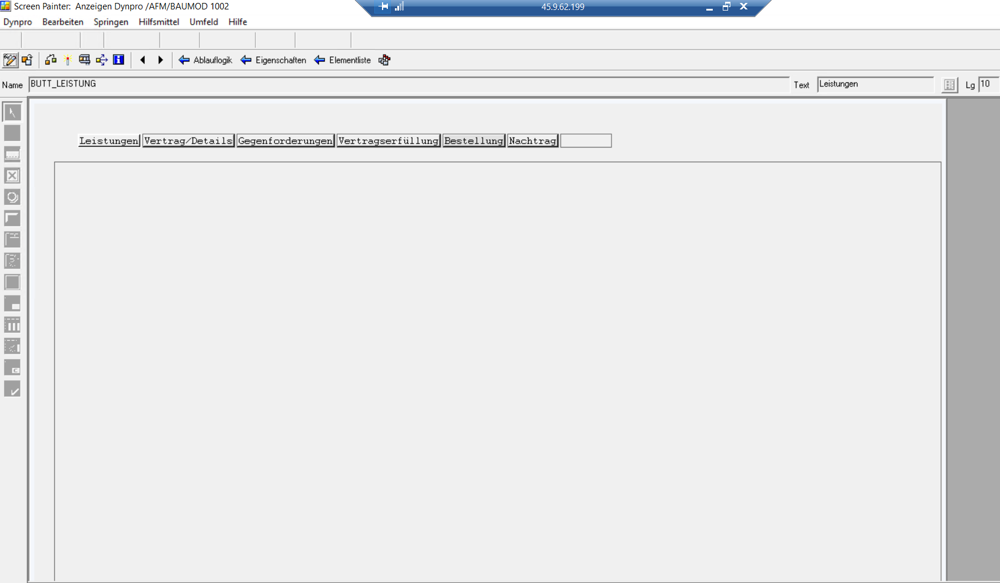 Screen Painter: Anzeigen Dynpro /AFM/BAUMOD 1002
45.9.62.199
Dynpro Bearbeiten Springen Hilfsmittel Umfeld Hilfe
Ablauflogik Eigenschaften Elementliste
Name BUTT_LEISTUNG Text Leistungen Lg 10
Leistungen Vertrag/Details Gegenforderungen Vertragserfüllung Bestellung Nachtrag